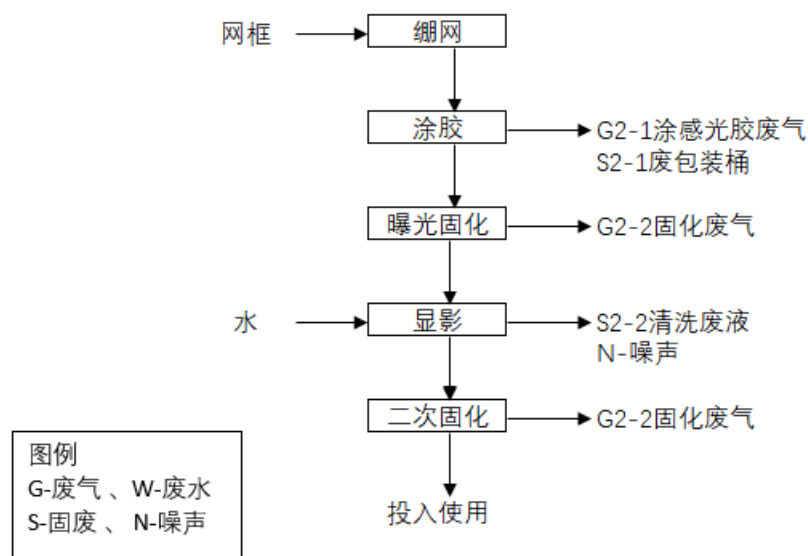 网框
绷网
涂胶
G2-1涂感光胶废气
S2-1废包装桶
曝光固化
G2-2固化废气
水
显影
S2-2清洗废液
N-噪声
二次固化
G2-2固化废气
投入使用
图例
G-废气 、W-废水
S-固废 、 N-噪声